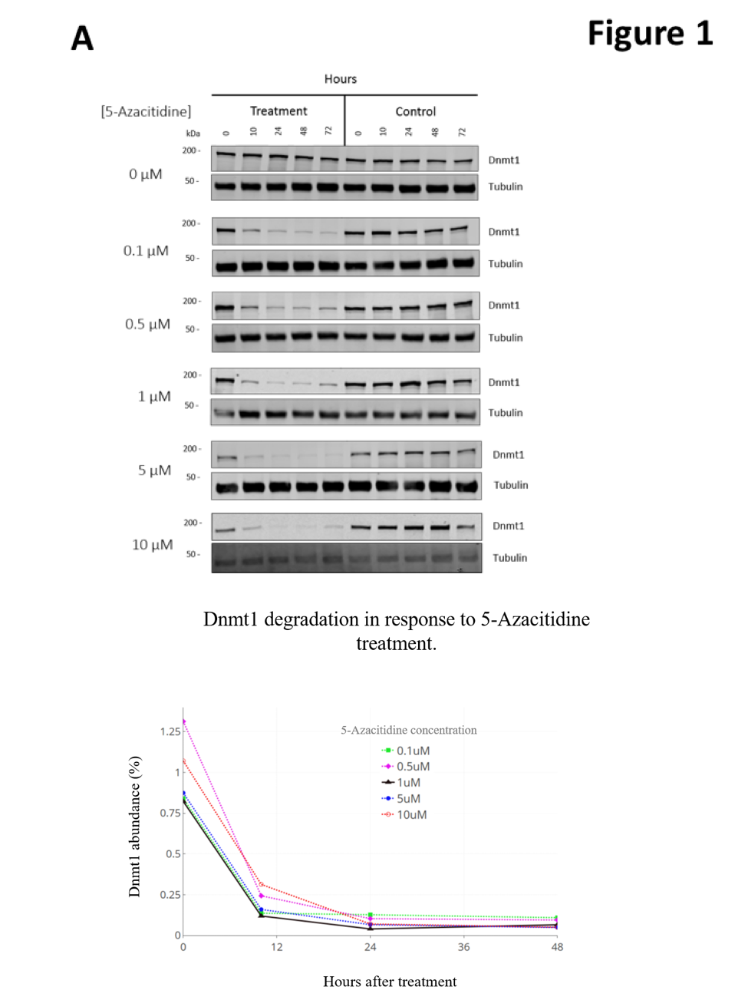 A
Figure 1
Hours
[5-Azacitidine]
Treatment
Control
kDa
0 10 24 48 72 0 10 24 48 72
200 -
Dnmt1
0 µM
50 -
Tubulin
200 -
Dnmt1
0.1 µM
50 -
Tubulin
200 -
Dnmt1
0.5 µM
50 -
Tubulin
200 -
Dnmt1
1 µM
50 -
Tubulin
200 -
Dnmt1
5 µM
50 -
Tubulin
200 -
Dnmt1
10 µM
50 -
Tubulin
Dnmt1 degradation in response to 5-Azacitidine
treatment.
Dnmt1 abundance (%)
1.25
1
0.75
0.5
0.25
0
5-Azacitidine concentration
0.1uM
0.5uM
1uM
5uM
10uM
0 12 24 36 48
Hours after treatment